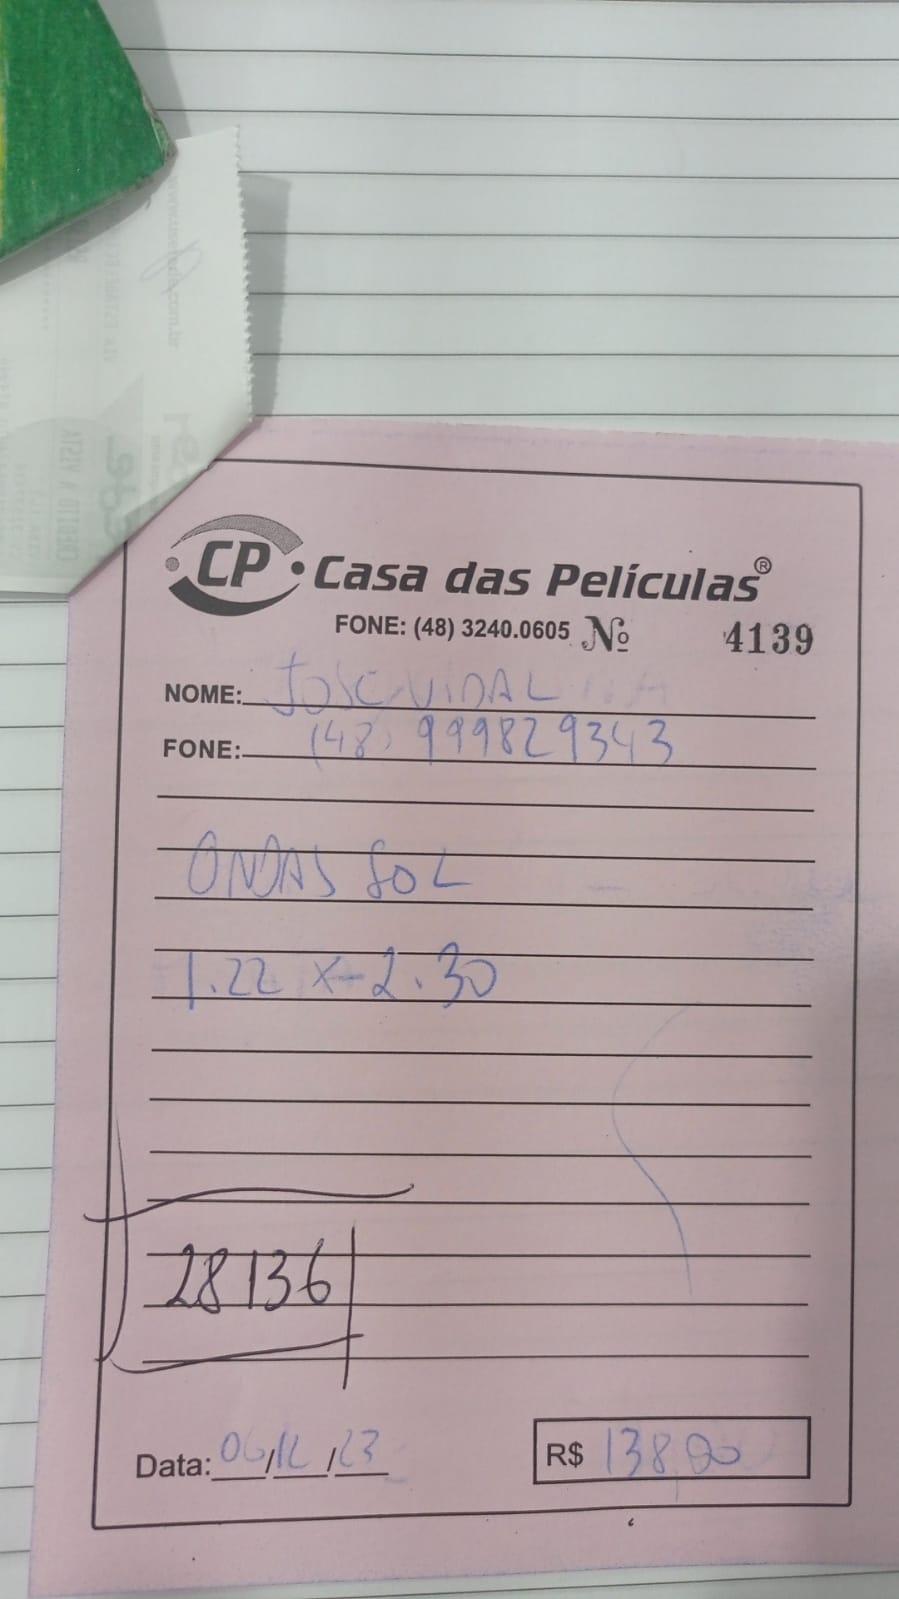 CP Casa das Películas®
FONE: (48) 3240.0605 Nº 4139
NOME: JOSE VIDAL
FONE: (48) 999829343
ONDAS SOL
1.22 x 2.30
28136
Data: 06/12/23 R$ 138,00